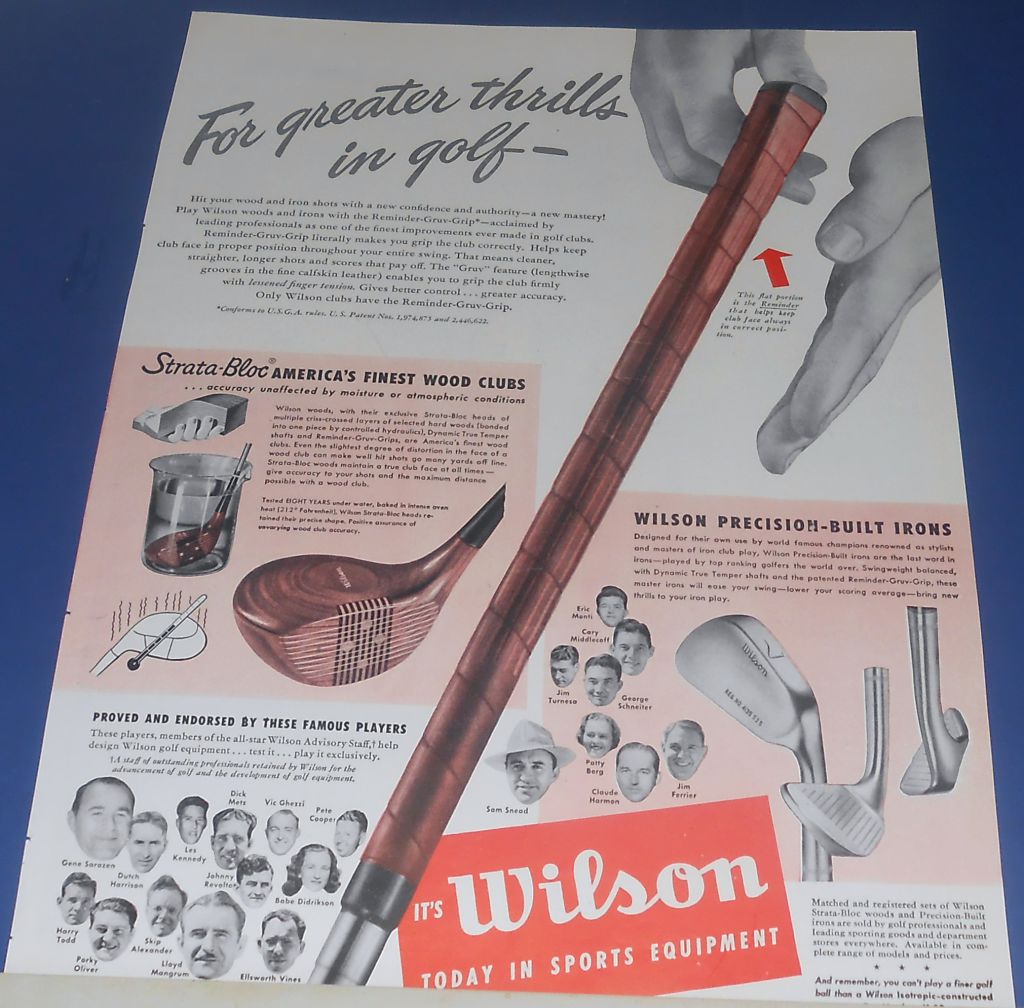 For greater thrills
in golf—
Hit your wood and iron shots with a new confidence and authority—a new mastery!
Play Wilson woods and irons with the Reminder-Gruv-Grip*—acclaimed by
leading professionals as one of the finest improvements ever made in golf clubs.
Reminder-Gruv-Grip literally makes you grip the club correctly. Helps keep
club face in proper position throughout your entire swing. That means cleaner,
straighter, longer shots and scores that pay off. The "Gruv" feature (lengthwise
grooves in the fine calfskin leather) enables you to grip the club firmly
with lessened finger tension. Gives better control . . . greater accuracy.
Only Wilson clubs have the Reminder-Gruv-Grip.
*Conforms to U.S.G.A. rules. U.S. Patent Nos. 1,974,875 and 2,446,622.
This flat portion
is the Reminder
that helps keep
club face always
in correct posi-
tion.
Strata-Bloc® AMERICA'S FINEST WOOD CLUBS
. . . accuracy unaffected by moisture or atmospheric conditions
Wilson woods, with their exclusive Strata-Bloc heads of
multiple criss-crossed layers of selected hard woods (bonded
into one piece by controlled hydraulics), Dynamic True Temper
shafts and Reminder-Gruv-Grips, are America's finest wood
clubs. Even the slightest degree of distortion in the face of a
wood club can make well hit shots go many yards off line.
Strata-Bloc woods maintain a true club face at all times—
give accuracy to your shots and the maximum distance
possible with a wood club.
Tested EIGHT YEARS under water, baked in intense oven
heat (212° Fahrenheit), Wilson Strata-Bloc heads re-
tained their precise shape. Positive assurance of
unvarying wood club accuracy.
Wilson
WILSON PRECISION-BUILT IRONS
Designed for their own use by world famous champions renowned as stylists
and masters of iron club play, Wilson Precision-Built irons are the last word in
irons—played by top ranking golfers the world over. Swingweight balanced,
with Dynamic True Temper shafts and the patented Reminder-Gruv-Grip, these
master irons will ease your swing—lower your scoring average—bring new
thrills to your iron play.
Wilson
Eric
Monti
Cary
Middlecoff
Jim
Turnesa
George
Schneiter
Patty
Berg
Sam Snead
Claude
Harmon
Jim
Ferrier
PROVED AND ENDORSED BY THESE FAMOUS PLAYERS
These players, members of the all-star Wilson Advisory Staff,† help
design Wilson golf equipment . . . test it . . . play it exclusively.
†A staff of outstanding professionals retained by Wilson for the
advancement of golf and the development of golf equipment.
Gene Sarazen
Dutch
Harrison
Les
Kennedy
Dick
Metz
Vic Ghezzi
Pete
Cooper
Johnny
Revolta
Babe Didrikson
Harry
Todd
Porky
Oliver
Skip
Alexander
Lloyd
Mangrum
Ellsworth Vines
IT'S Wilson
TODAY IN SPORTS EQUIPMENT
Matched and registered sets of Wilson
Strata-Bloc woods and Precision-Built
irons are sold by golf professionals and
leading sporting goods and department
stores everywhere. Available in com-
plete range of models and prices.
★ ★ ★
And remember, you can't play a finer golf
ball than a Wilson Isotropic-constructed